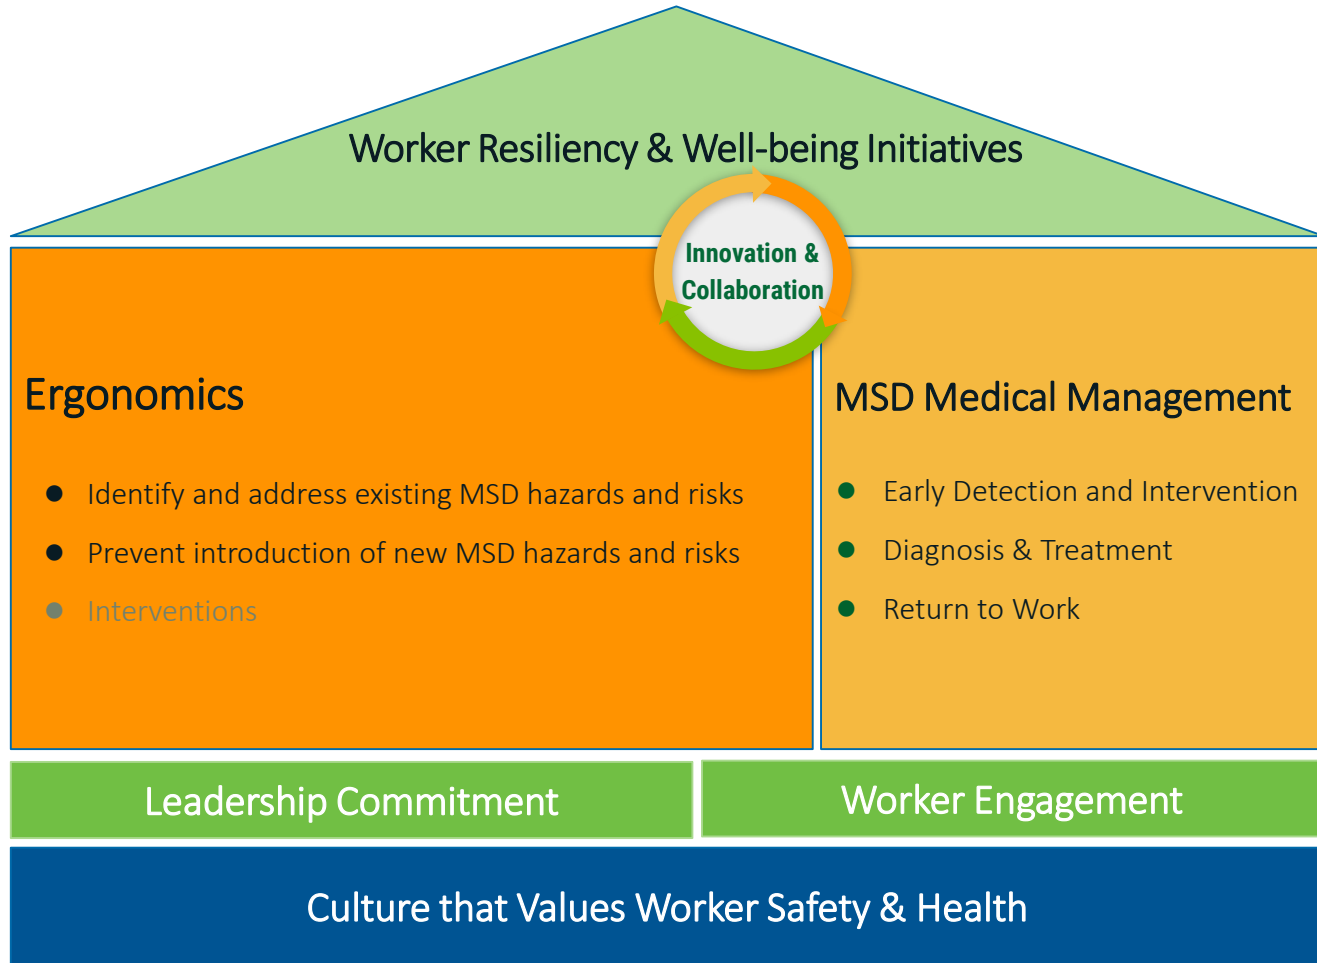 Worker Resiliency & Well-being Initiatives
Innovation &
Collaboration
Ergonomics
● Identify and address existing MSD hazards and risks
● Prevent introduction of new MSD hazards and risks
● Interventions
MSD Medical Management
● Early Detection and Intervention
● Diagnosis & Treatment
● Return to Work
Leadership Commitment
Worker Engagement
Culture that Values Worker Safety & Health